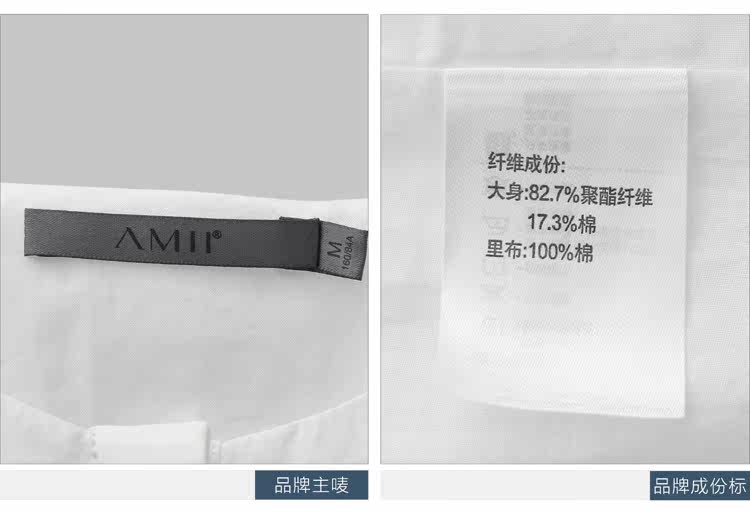 AMII®
M
160/84A
纤维成份:
大身:82.7%聚酯纤维
17.3%棉
里布:100%棉
品牌主唛
品牌成份标